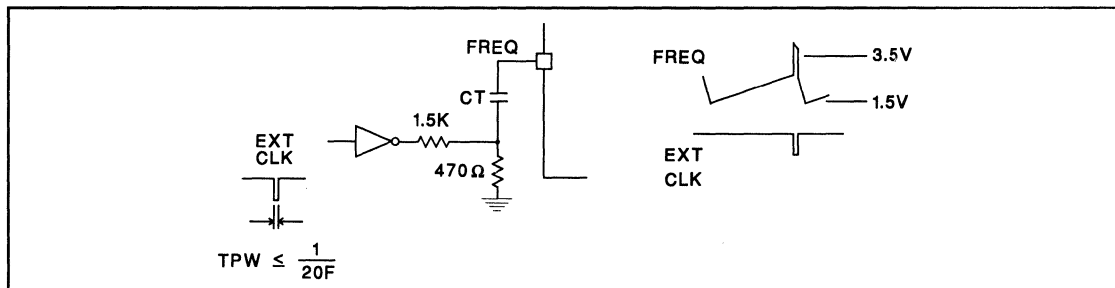 FREQ
CT
1.5K
EXT
CLK
470Ω
TPW ≤ 1/20F
FREQ
3.5V
1.5V
EXT
CLK